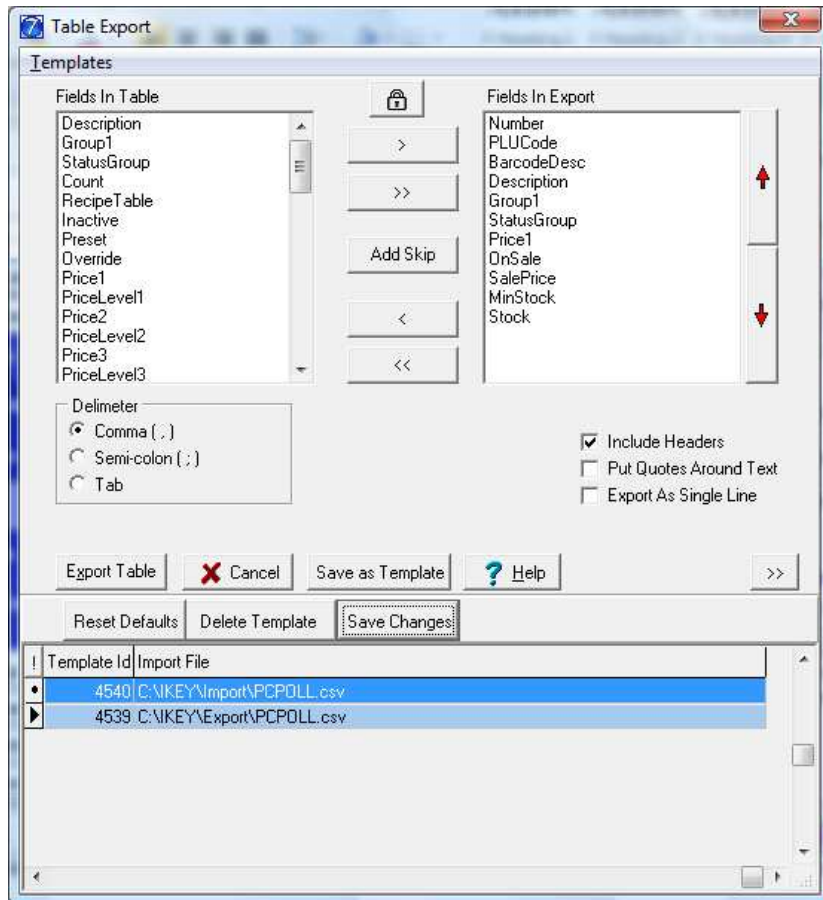 7 Table Export
Templates
Fields In Table
Description
Group1
StatusGroup
Count
RecipeTable
Inactive
Preset
Override
Price1
PriceLevel1
Price2
PriceLevel2
Price3
PriceLevel3
>
>>
Add Skip
<
<<
Fields In Export
Number
PLUCode
BarcodeDesc
Description
Group1
StatusGroup
Price1
OnSale
SalePrice
MinStock
Stock
Delimeter
Comma ( , )
Semi-colon ( ; )
Tab
Include Headers
Put Quotes Around Text
Export As Single Line
Export Table Cancel Save as Template ? Help >>
Reset Defaults Delete Template Save Changes
! Template Id Import File
4540 C:\IKEY\Import\PCPOLL.csv
4539 C:\IKEY\Export\PCPOLL.csv